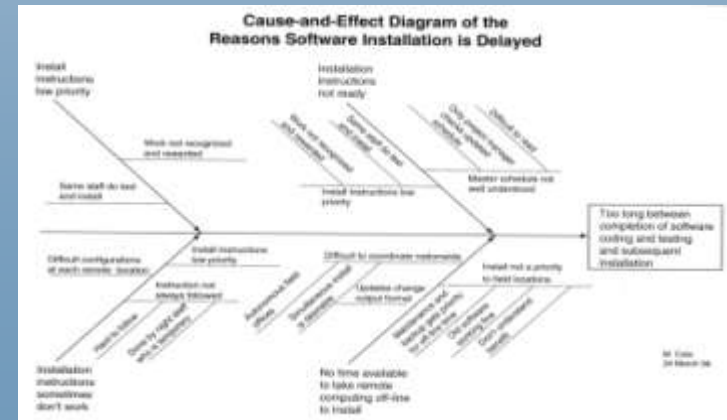 Cause-and-Effect Diagram of the
Reasons Software Installation is Delayed
Install
instructions
low priority
Installation
instructions
not ready
Work not recognized
and rewarded
Same staff do test
and install
Work not recognized
and rewarded
Same staff do test
and install
Install instructions low
priority
Only project manager
checks updated
schedule
Difficult to read
Master schedule not
well understood
Too long between
completion of software
coding and testing
and subsequent
installation
Difficult configurations
at each remote location
Install instructions
low priority
Instruction not
always followed
Hard to follow
Done by night staff
who is temporary
Difficult to coordinate nationwide
Autonomous field
offices
Simultaneous install
is desirable
Updates change
output format
Install not a priority
to field locations
Maintenance and
backup gets priority
for off-line time
Old software
working fine
Don't understand
benefits
Installation
instructions
sometimes
don't work
No time available
to take remote
computing off-line
to install